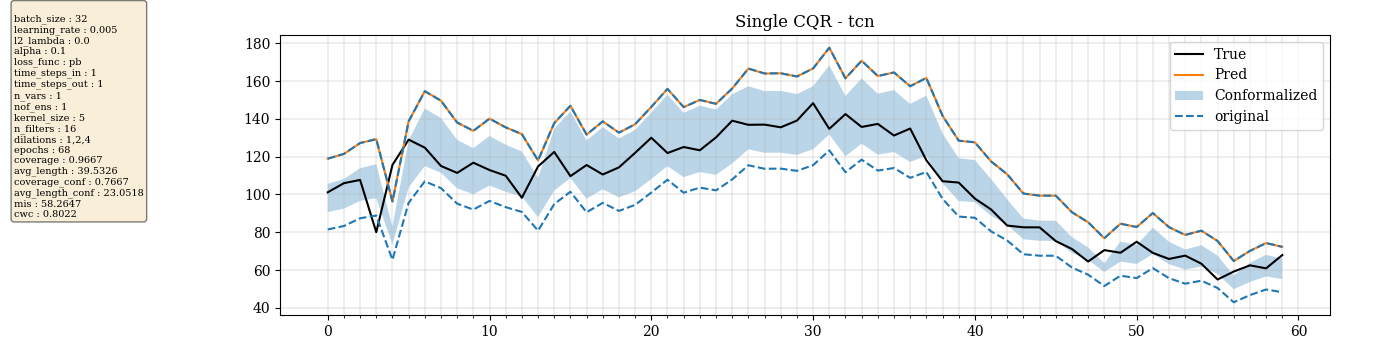 batch_size : 32
learning_rate : 0.005
l2_lambda : 0.0
alpha : 0.1
loss_func : pb
time_steps_in : 1
time_steps_out : 1
n_vars : 1
nof_ens : 1
kernel_size : 5
n_filters : 16
dilations : 1,2,4
epochs : 68
coverage : 0.9667
avg_length : 39.5326
coverage_conf : 0.7667
avg_length_conf : 23.0518
mis : 58.2647
cwc : 0.8022
Single CQR - tcn
180
160
140
120
100
80
60
40
0
10
20
30
40
50
60
True
Pred
Conformalized
original